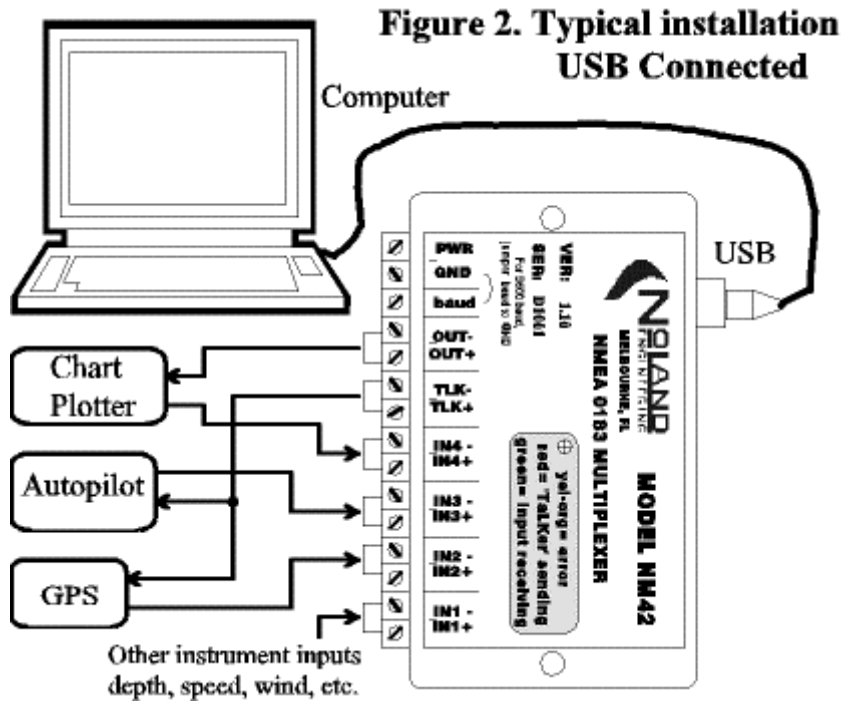 Figure 2. Typical installation
USB Connected
Computer
USB
PWR
GND
baud
OUT-
OUT+
TLK-
TLK+
IN4 -
IN4+
IN3 -
IN3+
IN2 -
IN2+
IN1 -
IN1+
VER: 1.10
SER: D1001
For 9600 baud,
jumper baud to GND
NOLAND
ENGINEERING
MELBOURNE, FL
NMEA 0183 MULTIPLEXER
MODEL NM42
yel-org= error
red= 'TaLKer' sending
green= input receiving
Chart
Plotter
Autopilot
GPS
Other instrument inputs
depth, speed, wind, etc.